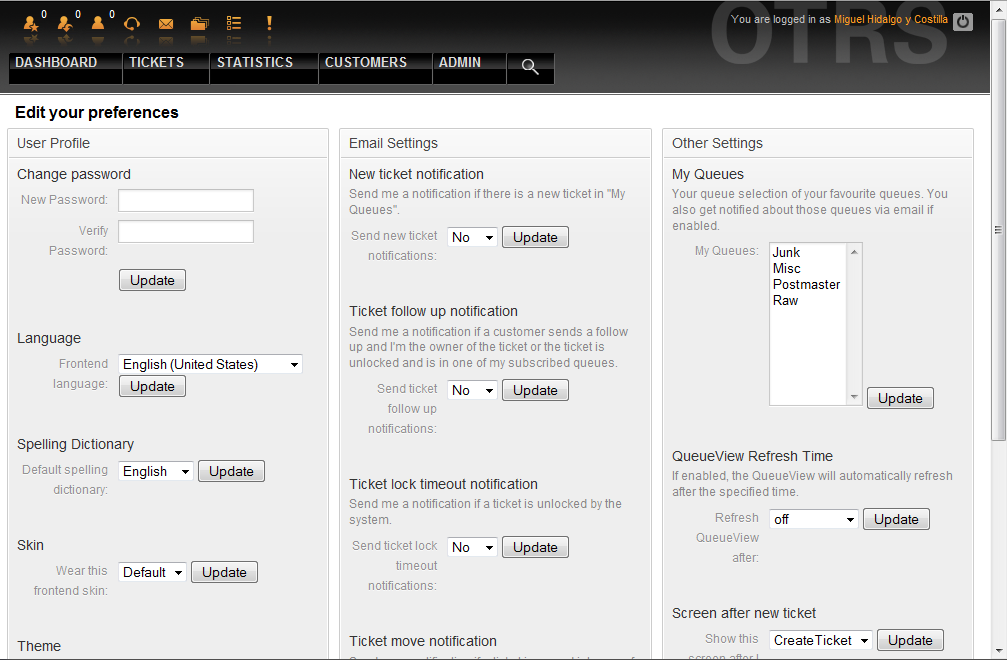 0 0 0
OTRS
You are logged in as Miguel Hidalgo y Costilla
DASHBOARD TICKETS STATISTICS CUSTOMERS ADMIN
Edit your preferences
User Profile
Change password
New Password:
Verify
Password:
Update
Language
Frontend
language:
English (United States)
Update
Spelling Dictionary
Default spelling
dictionary:
English
Update
Skin
Wear this
frontend skin:
Default
Update
Theme
Email Settings
New ticket notification
Send me a notification if there is a new ticket in "My
Queues".
Send new ticket
notifications:
No
Update
Ticket follow up notification
Send me a notification if a customer sends a follow
up and I'm the owner of the ticket or the ticket is
unlocked and is in one of my subscribed queues.
Send ticket
follow up
notifications:
No
Update
Ticket lock timeout notification
Send me a notification if a ticket is unlocked by the
system.
Send ticket lock
timeout
notifications:
No
Update
Ticket move notification
Other Settings
My Queues
Your queue selection of your favourite queues. You
also get notified about those queues via email if
enabled.
My Queues:
Junk
Misc
Postmaster
Raw
Update
QueueView Refresh Time
If enabled, the QueueView will automatically refresh
after the specified time.
Refresh
QueueView
after:
off
Update
Screen after new ticket
Show this
screen after I
CreateTicket
Update